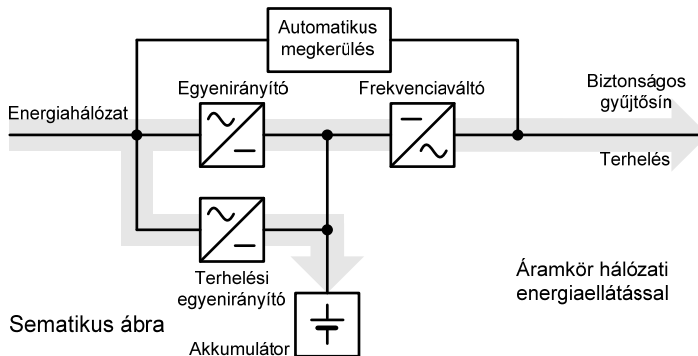 Automatikus
megkerülés
Egyenirányító
Frekvenciaváltó
Biztonságos
gyűjtősín
Energiahálózat
Terhelés
Terhelési
egyenirányító
Áramkör hálózati
energiaellátással
Sematikus ábra
Akkumulátor